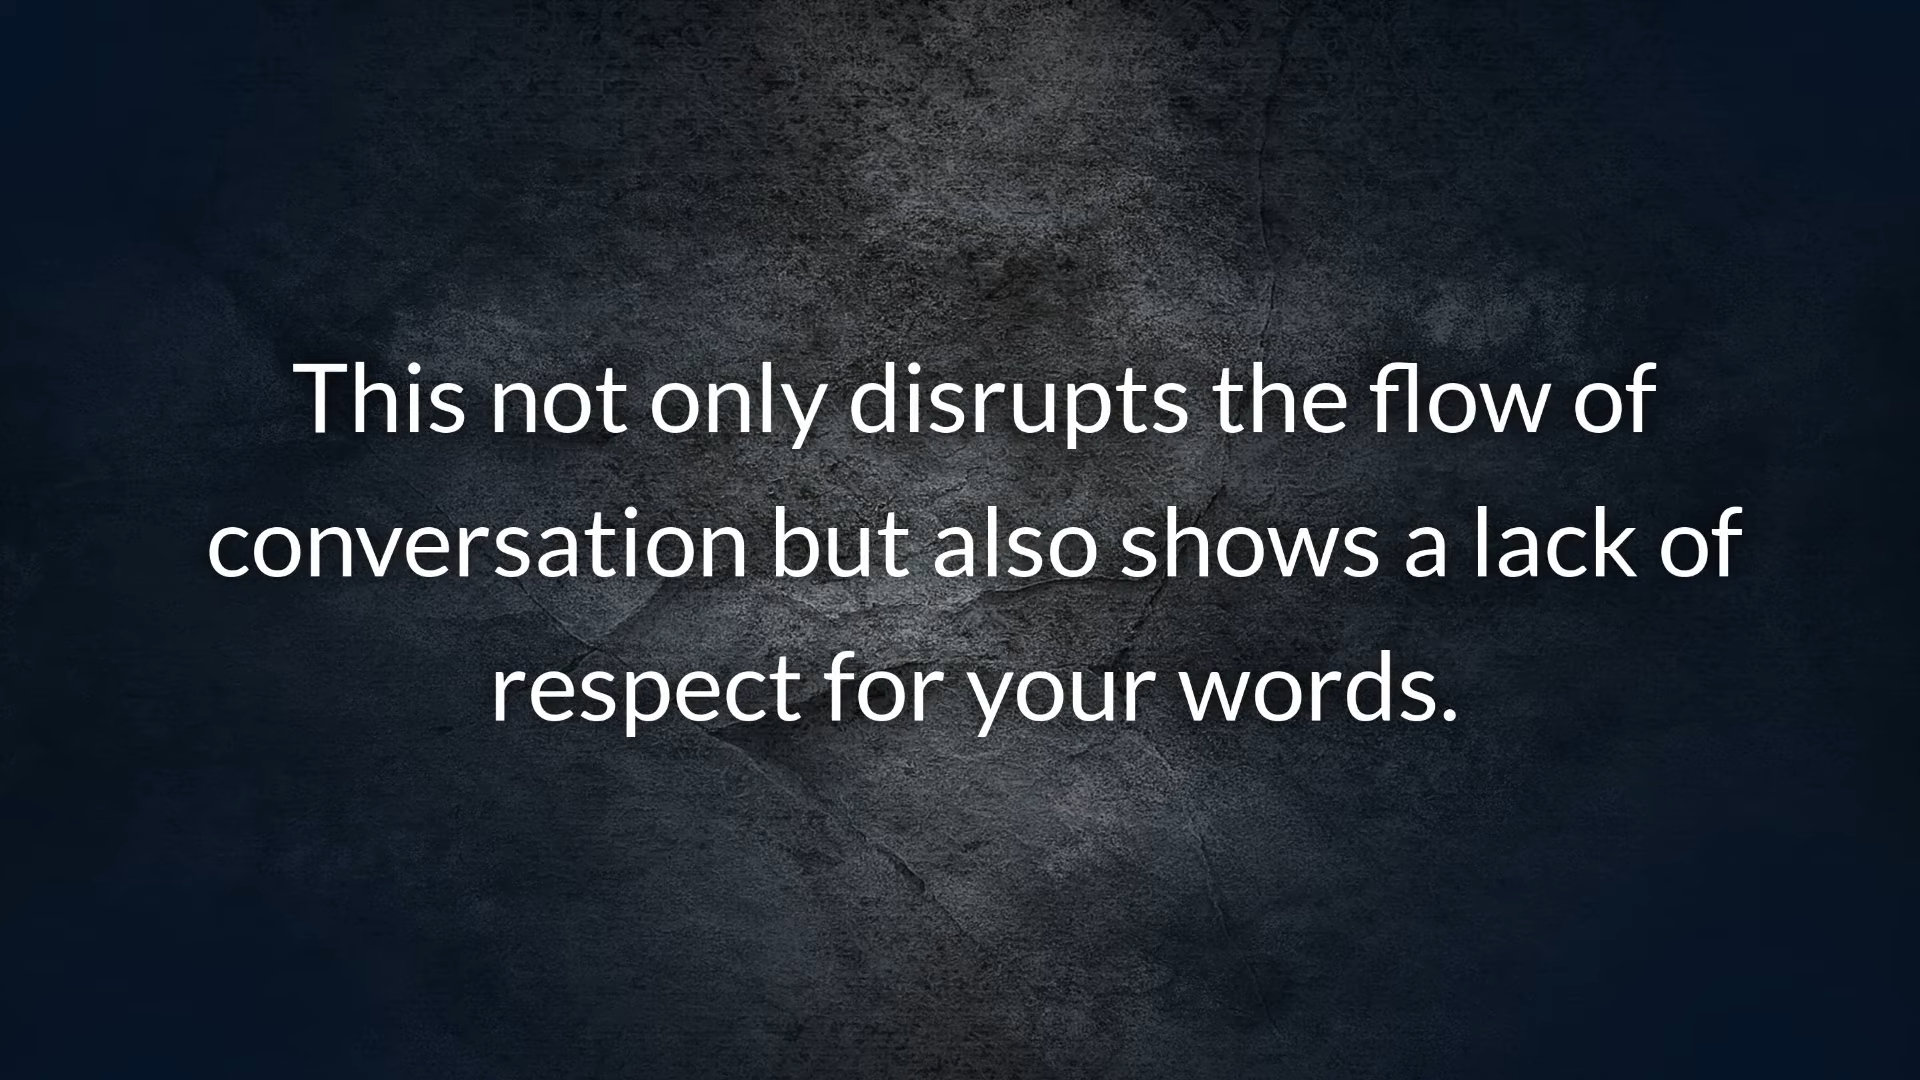 This not only disrupts the flow of
conversation but also shows a lack of
respect for your words.